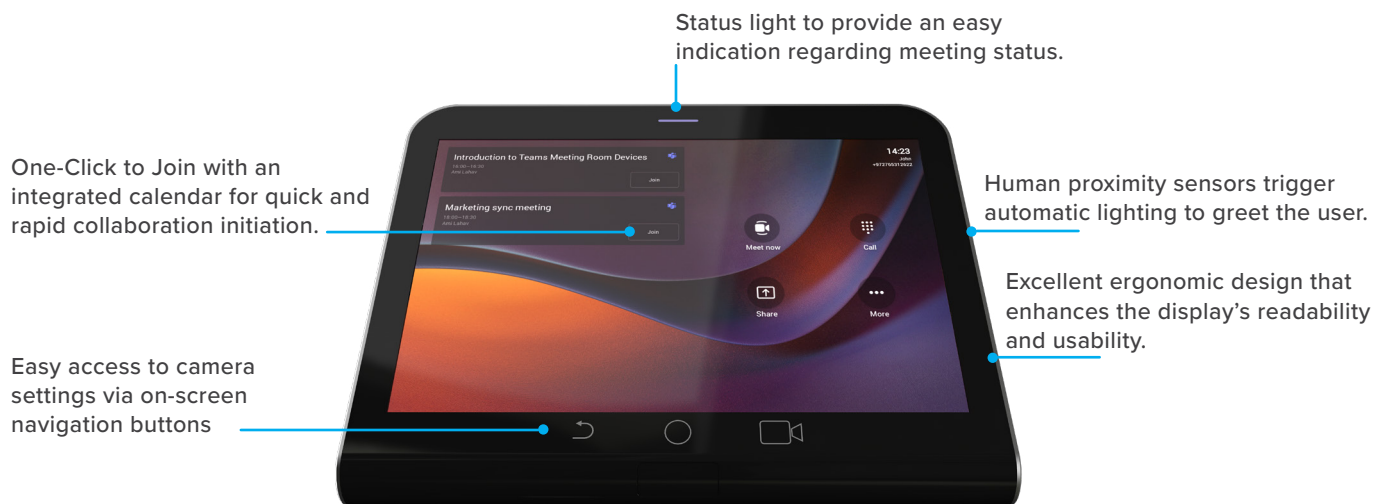 Status light to provide an easy
indication regarding meeting status.
One-Click to Join with an
integrated calendar for quick and
rapid collaboration initiation.
Easy access to camera
settings via on-screen
navigation buttons
Introduction to Teams Meeting Room Devices
Join
Marketing sync meeting
Join
14:23
John
Meet now
Call
Share
More
Human proximity sensors trigger
automatic lighting to greet the user.
Excellent ergonomic design that
enhances the display’s readability
and usability.